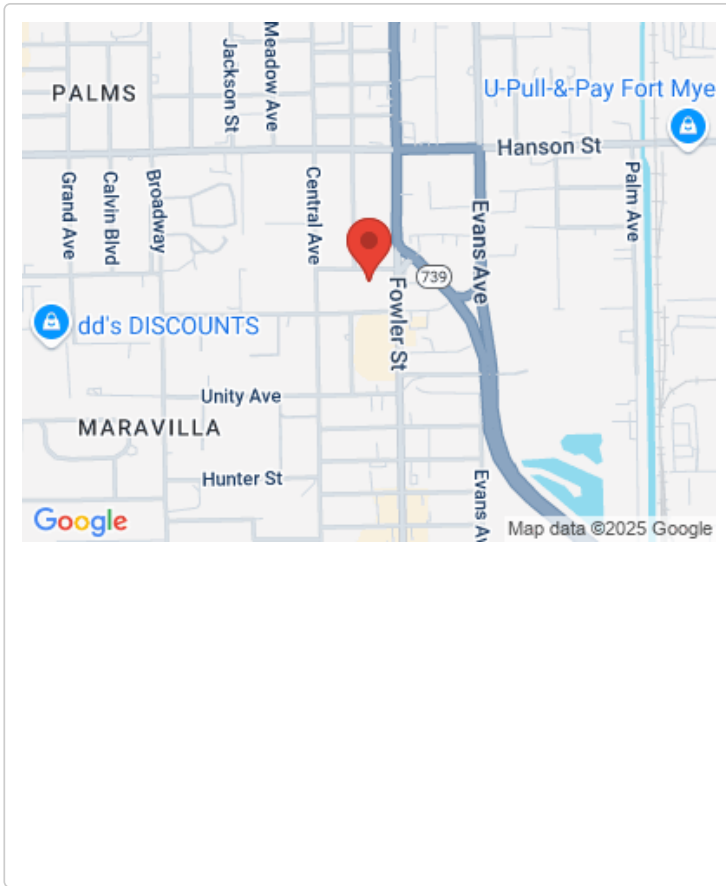 Jackson St
Meadow Ave
PALMS
U-Pull-&-Pay Fort Mye
Hanson St
Grand Ave
Calvin Blvd
Broadway
Central Ave
Evans Ave
Palm Ave
739
Fowler St
dd's DISCOUNTS
Unity Ave
MARAVILLA
Hunter St
Evans Av
Google
Map data ©2025 Google